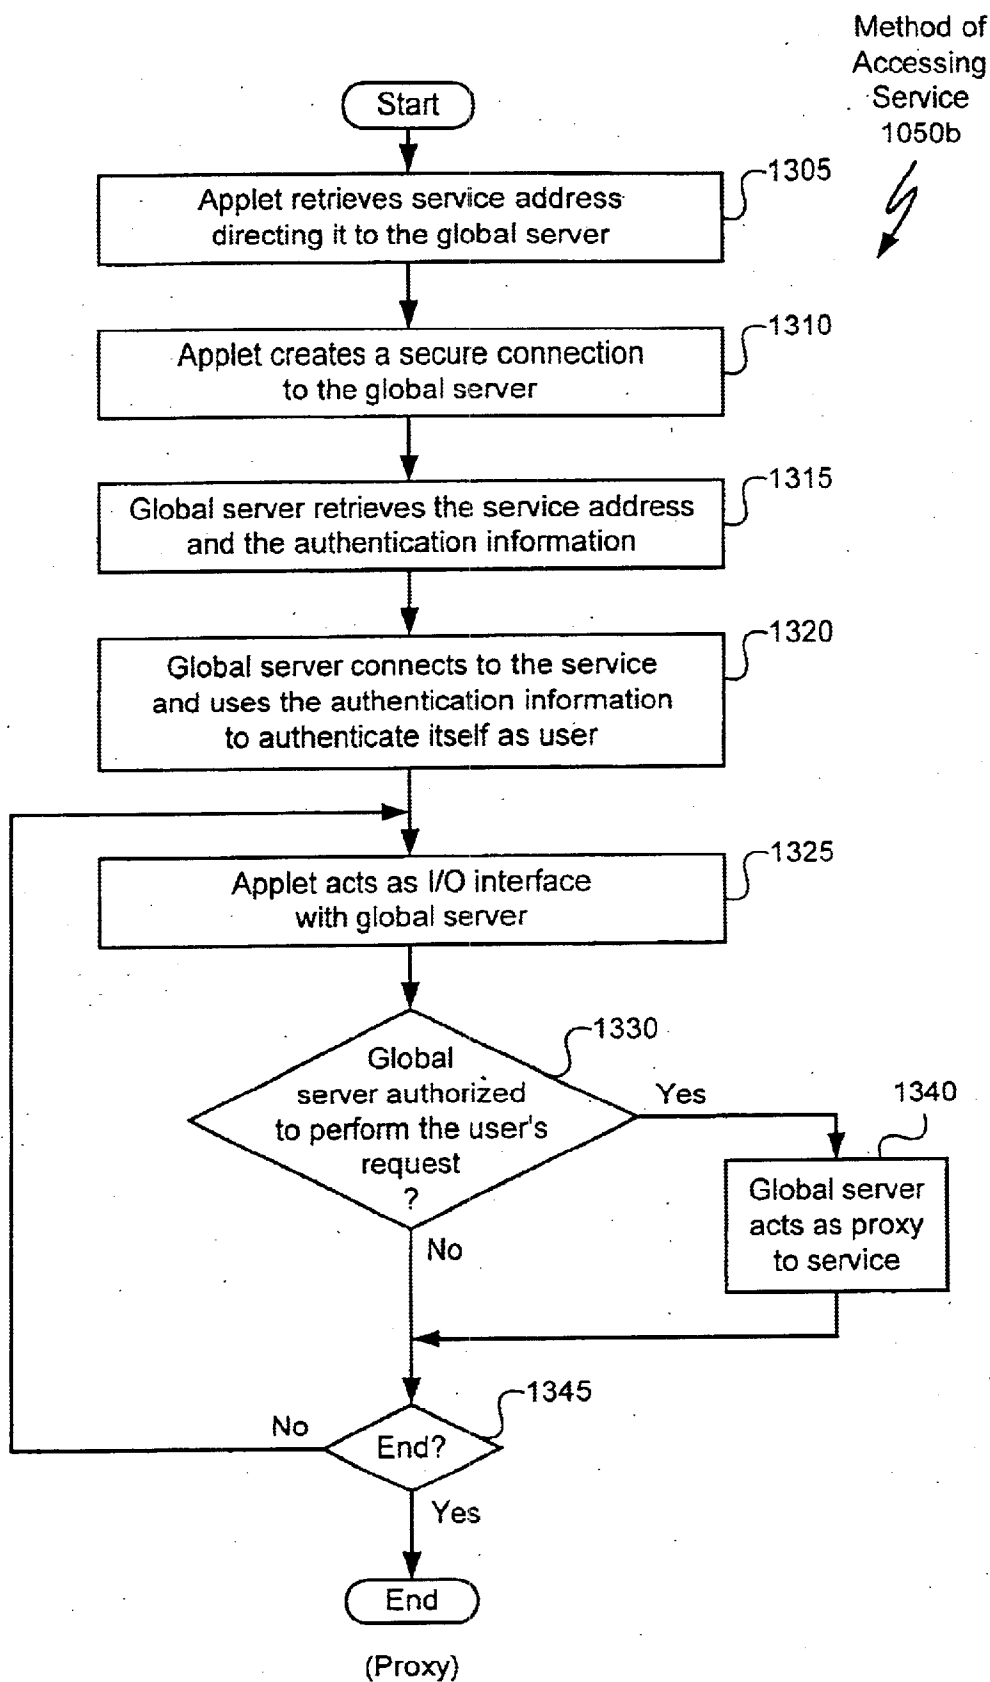 Method of
Accessing
Service
1050b
Start
1305
Applet retrieves service address
directing it to the global server
1310
Applet creates a secure connection
to the global server
1315
Global server retrieves the service address
and the authentication information
1320
Global server connects to the service
and uses the authentication information
to authenticate itself as user
1325
Applet acts as I/O interface
with global server
1330
Global
server authorized
to perform the user's
request
?
Yes
1340
Global server
acts as proxy
to service
No
1345
No
End?
Yes
End
(Proxy)